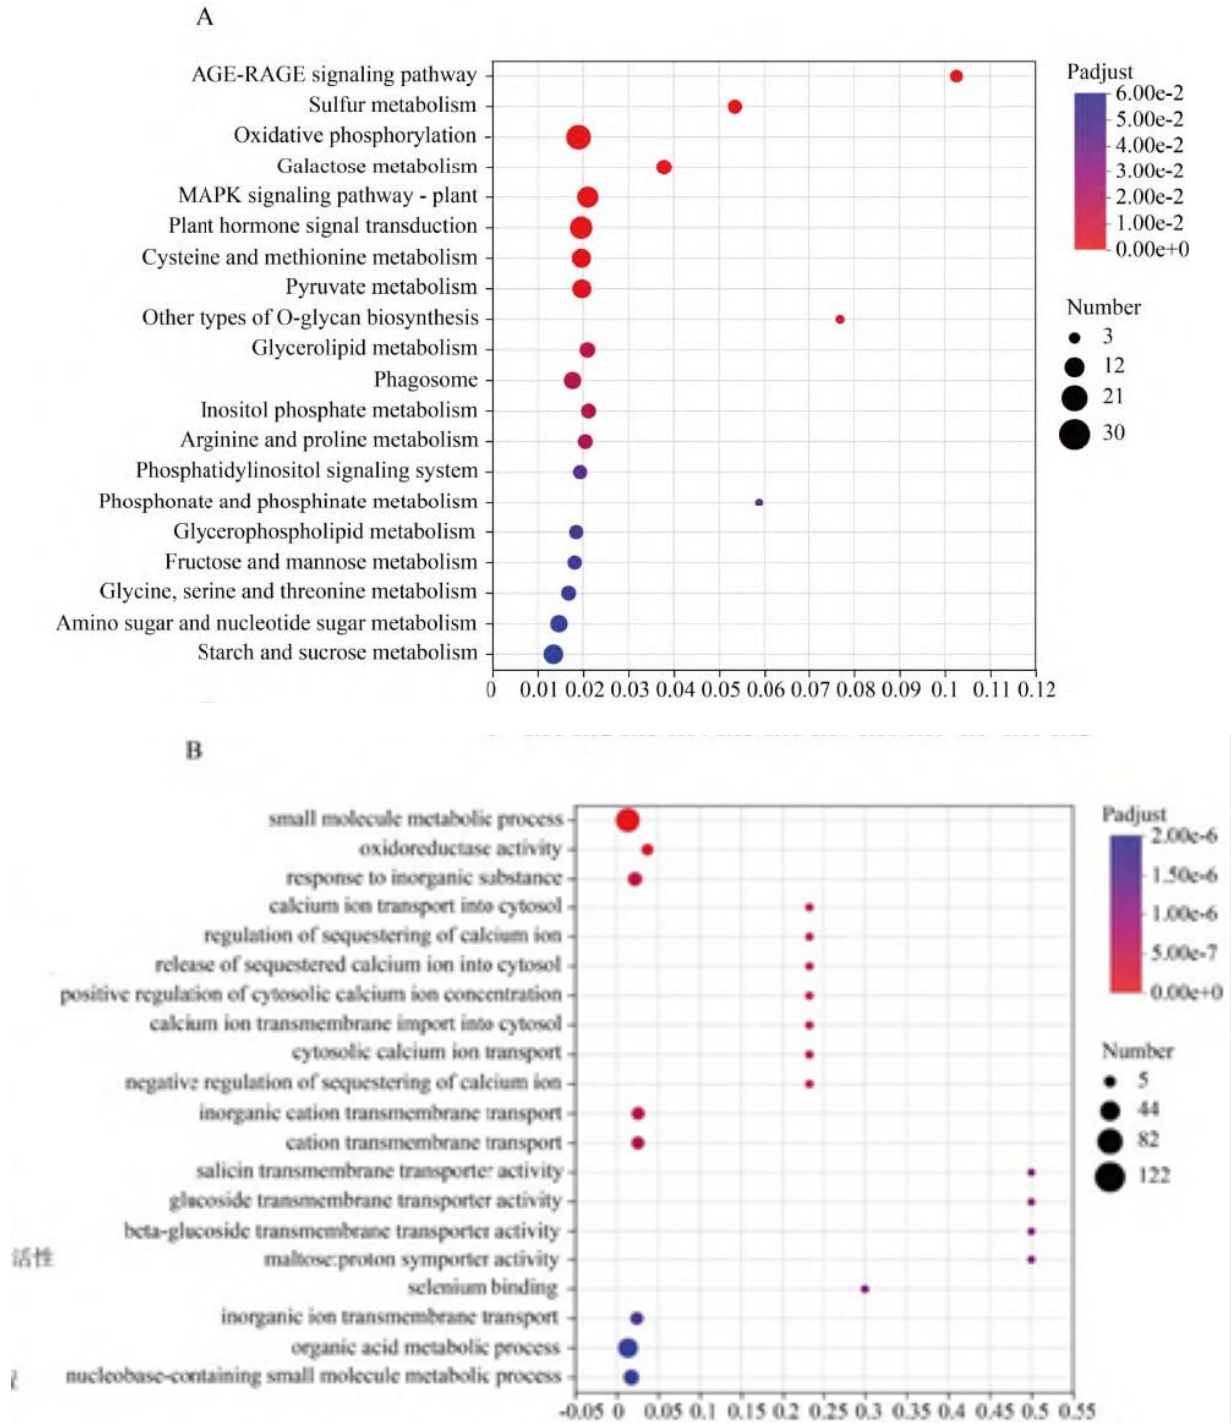 A
AGE-RAGE signaling pathway
Sulfur metabolism
Oxidative phosphorylation
Galactose metabolism
MAPK signaling pathway - plant
Plant hormone signal transduction
Cysteine and methionine metabolism
Pyruvate metabolism
Other types of O-glycan biosynthesis
Glycerolipid metabolism
Phagosome
Inositol phosphate metabolism
Arginine and proline metabolism
Phosphatidylinositol signaling system
Phosphonate and phosphinate metabolism
Glycerophospholipid metabolism
Fructose and mannose metabolism
Glycine, serine and threonine metabolism
Amino sugar and nucleotide sugar metabolism
Starch and sucrose metabolism
0 0.01 0.02 0.03 0.04 0.05 0.06 0.07 0.08 0.09 0.1 0.11 0.12
Padjust
6.00e-2
5.00e-2
4.00e-2
3.00e-2
2.00e-2
1.00e-2
0.00e+0
Number
3
12
21
30
B
small molecule metabolic process
oxidoreductase activity
response to inorganic substance
calcium ion transport into cytosol
regulation of sequestering of calcium ion
release of sequestered calcium ion into cytosol
positive regulation of cytosolic calcium ion concentration
calcium ion transmembrane import into cytosol
cytosolic calcium ion transport
negative regulation of sequestering of calcium ion
inorganic cation transmembrane transport
cation transmembrane transport
salicin transmembrane transporter activity
glucoside transmembrane transporter activity
beta-glucoside transmembrane transporter activity
活性
maltose:proton symporter activity
selenium binding
inorganic ion transmembrane transport
organic acid metabolic process
nucleobase-containing small molecule metabolic process
-0.05 0 0.05 0.1 0.15 0.2 0.25 0.3 0.35 0.4 0.45 0.5 0.55
Padjust
2.00e-6
1.50e-6
1.00e-6
5.00e-7
0.00e+0
Number
5
44
82
122